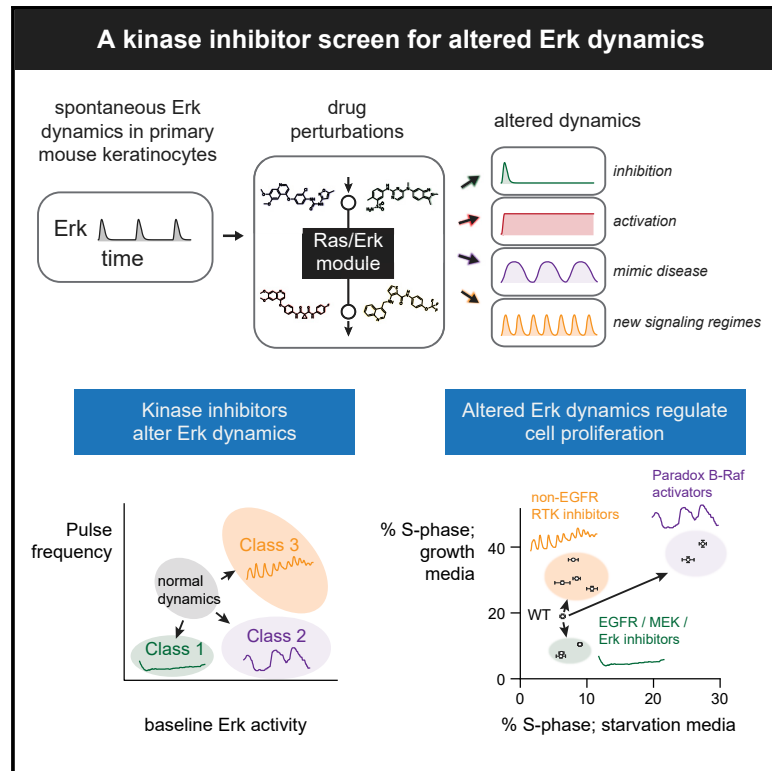 A kinase inhibitor screen for altered Erk dynamics
spontaneous Erk
dynamics in primary
mouse keratinocytes
Erk
time
drug
perturbations
Ras/Erk
module
altered dynamics
inhibition
activation
mimic disease
new signaling regimes
Kinase inhibitors
alter Erk dynamics
Pulse
frequency
Class 3
normal
dynamics
Class 1
Class 2
baseline Erk activity
Altered Erk dynamics regulate
cell proliferation
Paradox B-Raf
activators
non-EGFR
RTK inhibitors
% S-phase;
growth
media
40
20
0
WT
EGFR / MEK /
Erk inhibitors
0 10 20 30
% S-phase; starvation media